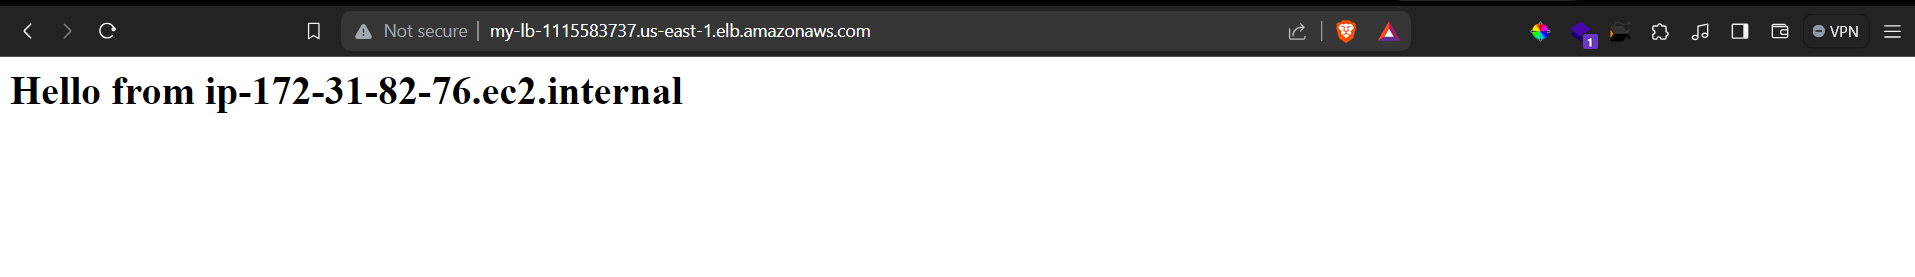 Not secure | my-lb-1115583737.us-east-1.elb.amazonaws.com
1
VPN
Hello from ip-172-31-82-76.ec2.internal